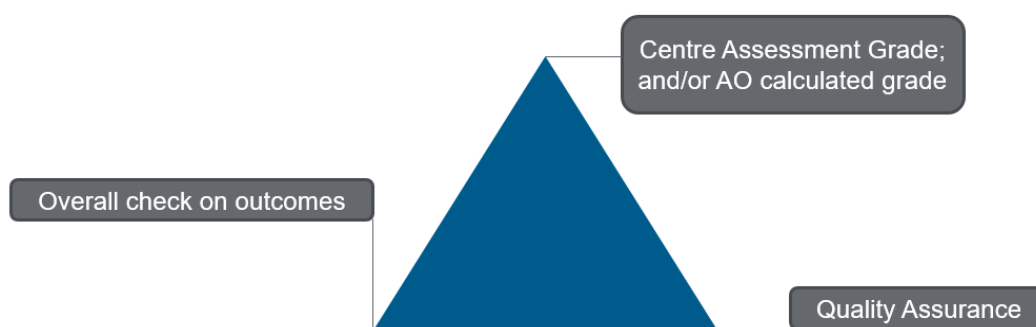 Centre Assessment Grade;
and/or AO calculated grade
Overall check on outcomes
Quality Assurance